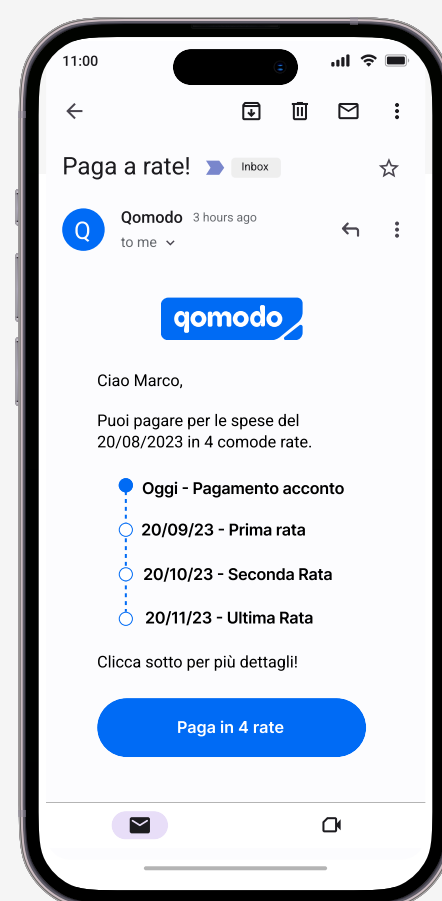 11:00
Paga a rate! Inbox
Q
Qomodo 3 hours ago
to me
qomodo
Ciao Marco,
Puoi pagare per le spese del
20/08/2023 in 4 comode rate.
Oggi - Pagamento acconto
20/09/23 - Prima rata
20/10/23 - Seconda Rata
20/11/23 - Ultima Rata
Clicca sotto per più dettagli!
Paga in 4 rate